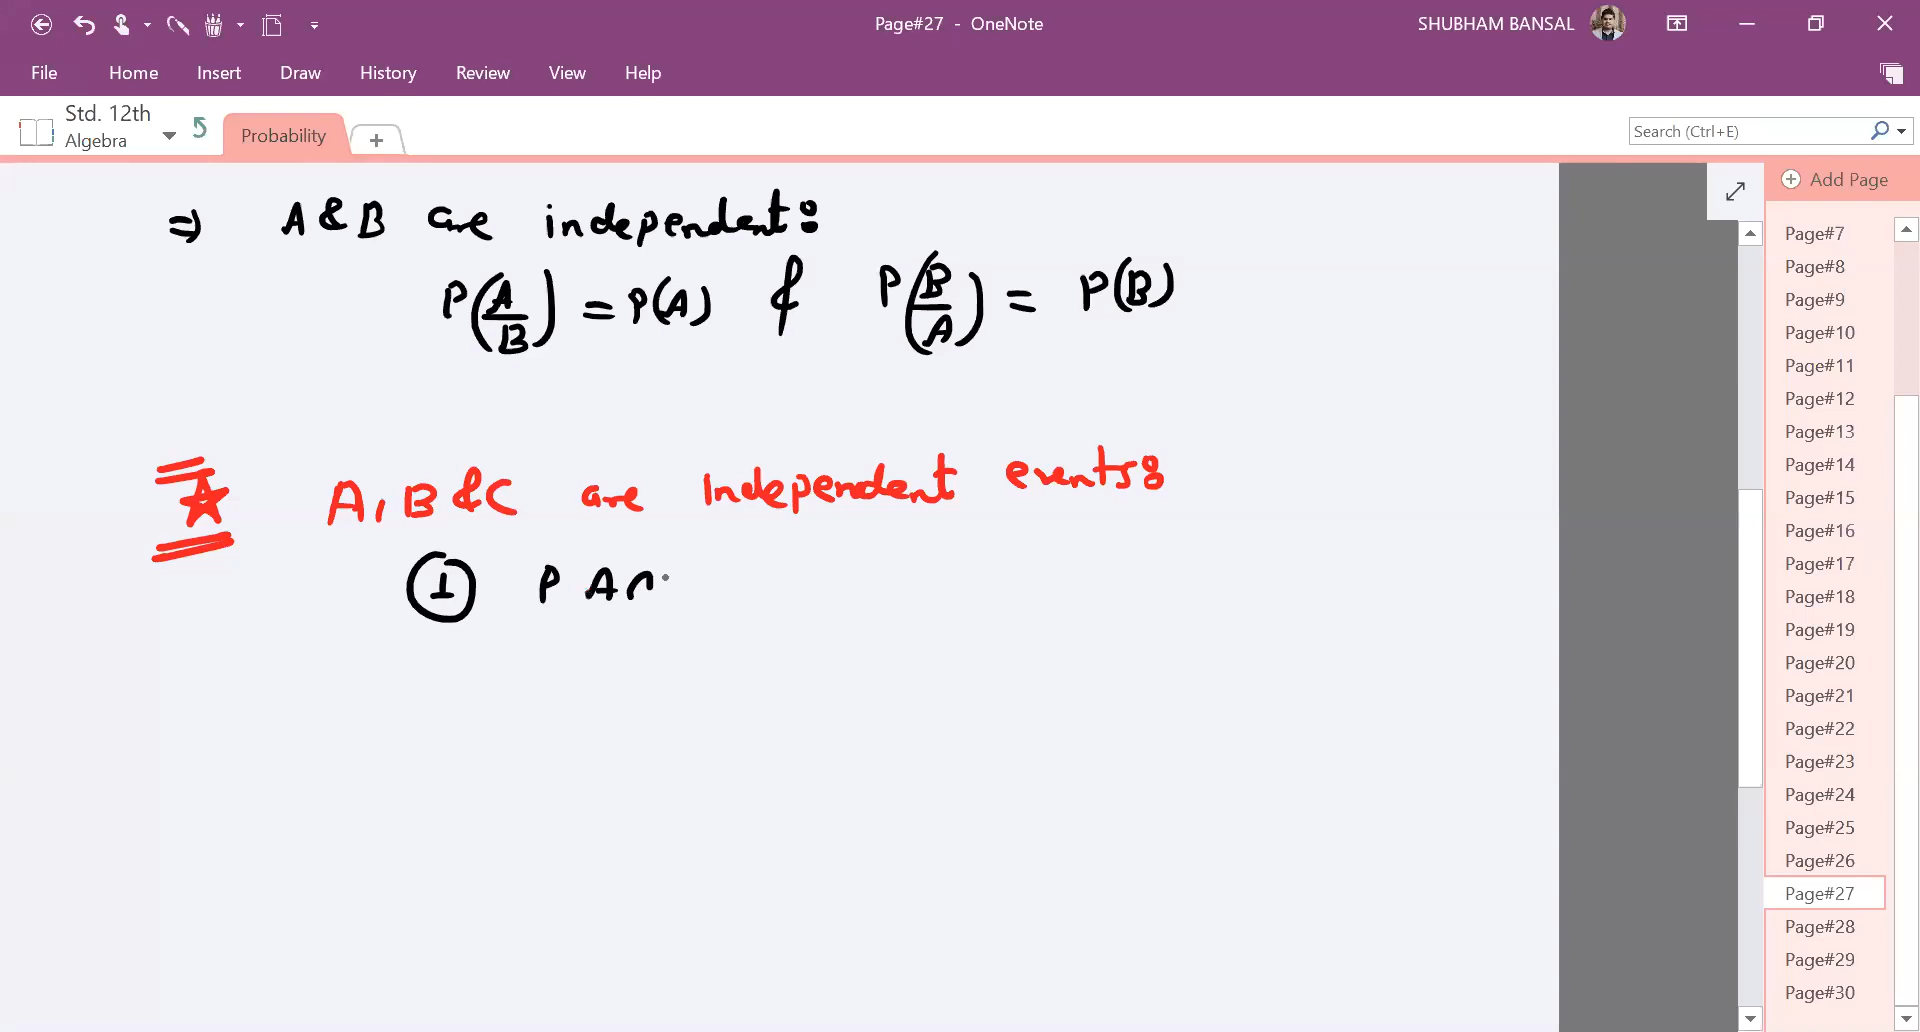 Page#27 - OneNote
SHUBHAM BANSAL
File Home Insert Draw History Review View Help
Std. 12th
Algebra
Probability
Search (Ctrl+E)
Add Page
⇒ A & B are independent:
P(A/B) = P(A) & P(B/A) = P(B)
A, B & C are Independent events:
① P A ∩
Page#7
Page#8
Page#9
Page#10
Page#11
Page#12
Page#13
Page#14
Page#15
Page#16
Page#17
Page#18
Page#19
Page#20
Page#21
Page#22
Page#23
Page#24
Page#25
Page#26
Page#27
Page#28
Page#29
Page#30